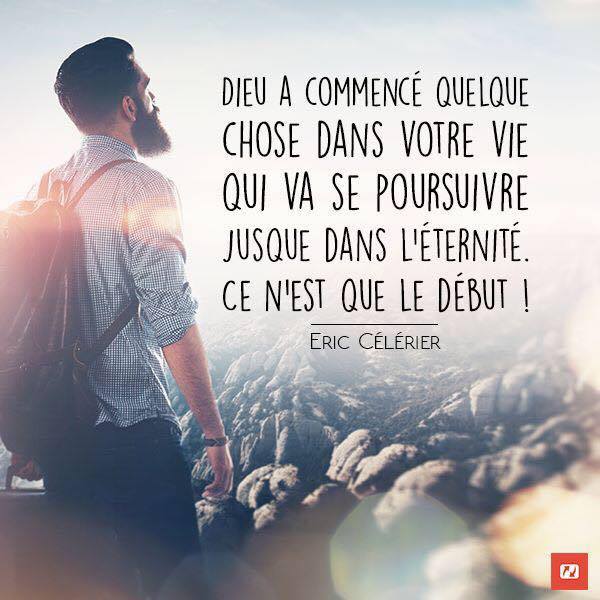 DIEU A COMMENCÉ QUELQUE
CHOSE DANS VOTRE VIE
QUI VA SE POURSUIVRE
JUSQUE DANS L'ÉTERNITÉ.
CE N'EST QUE LE DÉBUT !
ERIC CÉLÉRIER